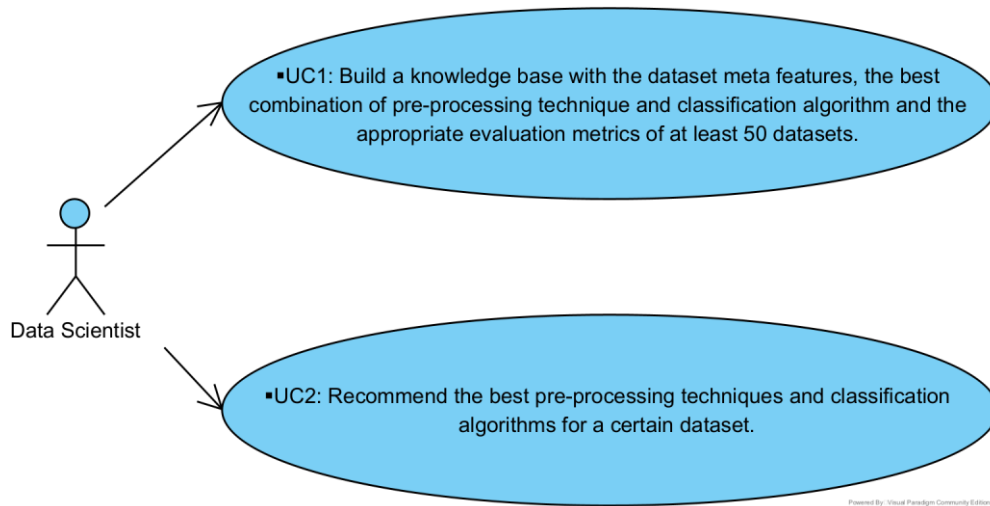 ▪UC1: Build a knowledge base with the dataset meta features, the best
combination of pre-processing technique and classification algorithm and the
appropriate evaluation metrics of at least 50 datasets.
Data Scientist
▪UC2: Recommend the best pre-processing techniques and classification
algorithms for a certain dataset.
Powered By: Visual Paradigm Community Edition